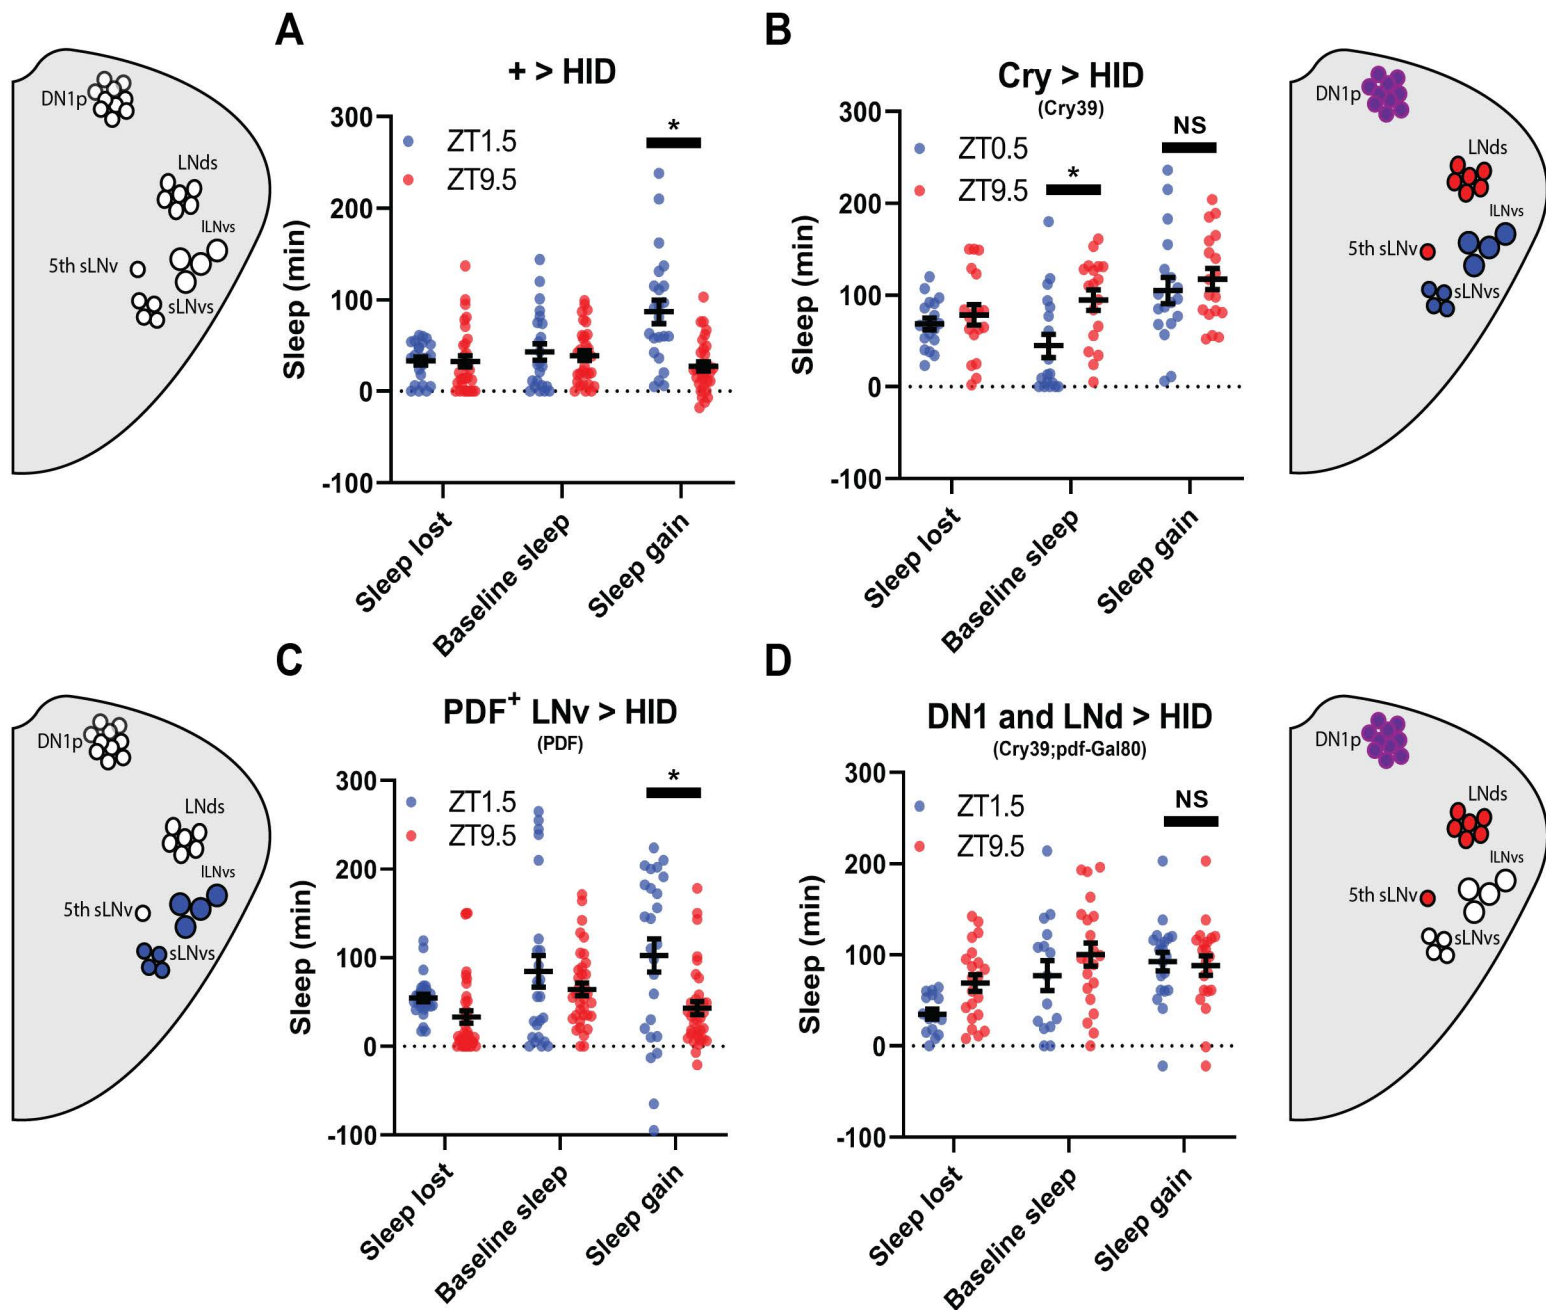 A
+ > HID
DN1p
LNds
lLNvs
5th sLNv
sLNvs
Sleep (min)
300
200
100
0
-100
ZT1.5
ZT9.5
*
Sleep lost
Baseline sleep
Sleep gain
B
Cry > HID
(Cry39)
Sleep (min)
300
200
100
0
-100
ZT0.5
ZT9.5
*
NS
Sleep lost
Baseline sleep
Sleep gain
DN1p
LNds
lLNvs
5th sLNv
sLNvs
C
PDF+ LNv > HID
(PDF)
DN1p
LNds
lLNvs
5th sLNv
sLNvs
Sleep (min)
300
200
100
0
-100
ZT1.5
ZT9.5
*
Sleep lost
Baseline sleep
Sleep gain
D
DN1 and LNd > HID
(Cry39;pdf-Gal80)
Sleep (min)
300
200
100
0
-100
ZT1.5
ZT9.5
NS
Sleep lost
Baseline sleep
Sleep gain
DN1p
LNds
lLNvs
5th sLNv
sLNvs